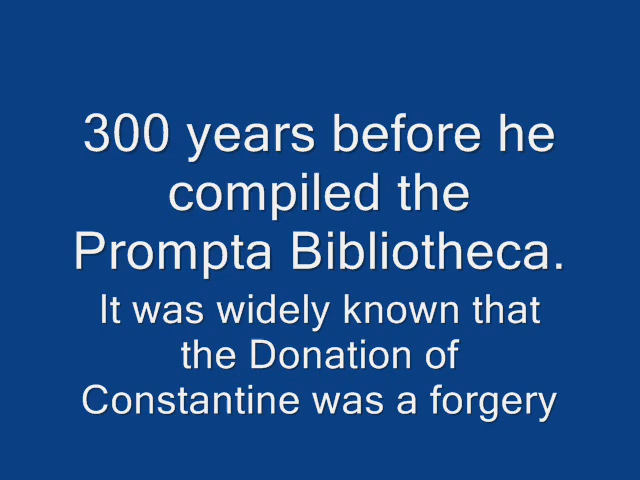 300 years before he
compiled the
Prompta Bibliotheca.
It was widely known that
the Donation of
Constantine was a forgery